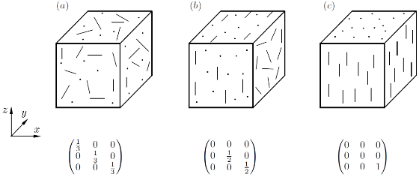 (a) (b) (c)
z
y
x
1/3 0 0
0 1/3 0
0 0 1/3
0 0 0
0 1/2 0
0 0 1/2
0 0 0
0 0 0
0 0 1